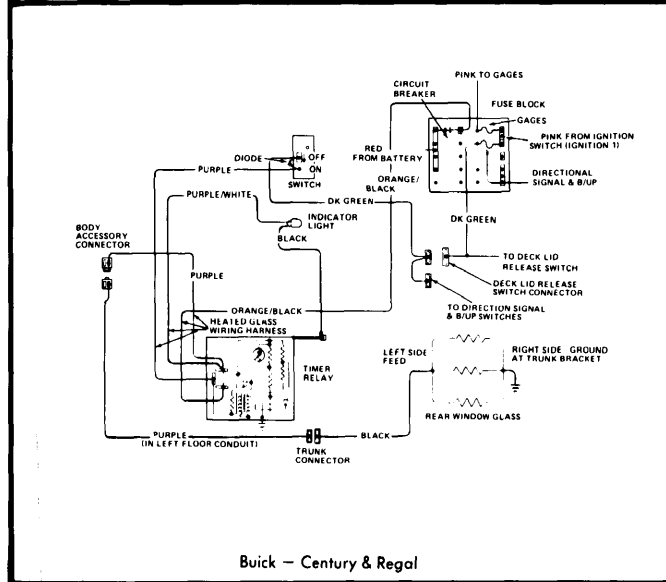 PINK TO GAGES
CIRCUIT
BREAKER
FUSE BLOCK
GAGES
PINK FROM IGNITION
SWITCH (IGNITION 1)
RED
FROM BATTERY
DIODE
OFF
ON
SWITCH
PURPLE
ORANGE/
BLACK
DIRECTIONAL
SIGNAL & B/UP
PURPLE/WHITE
DK GREEN
INDICATOR
LIGHT
BLACK
DK GREEN
BODY
ACCESSORY
CONNECTOR
TO DECK LID
RELEASE SWITCH
PURPLE
DECK LID RELEASE
SWITCH CONNECTOR
ORANGE/BLACK
TO DIRECTION SIGNAL
& B/UP SWITCHES
HEATED GLASS
WIRING HARNESS
LEFT SIDE
FEED
RIGHT SIDE GROUND
AT TRUNK BRACKET
TIMER
RELAY
REAR WINDOW GLASS
PURPLE
(IN LEFT FLOOR CONDUIT)
BLACK
TRUNK
CONNECTOR
Buick – Century & Regal